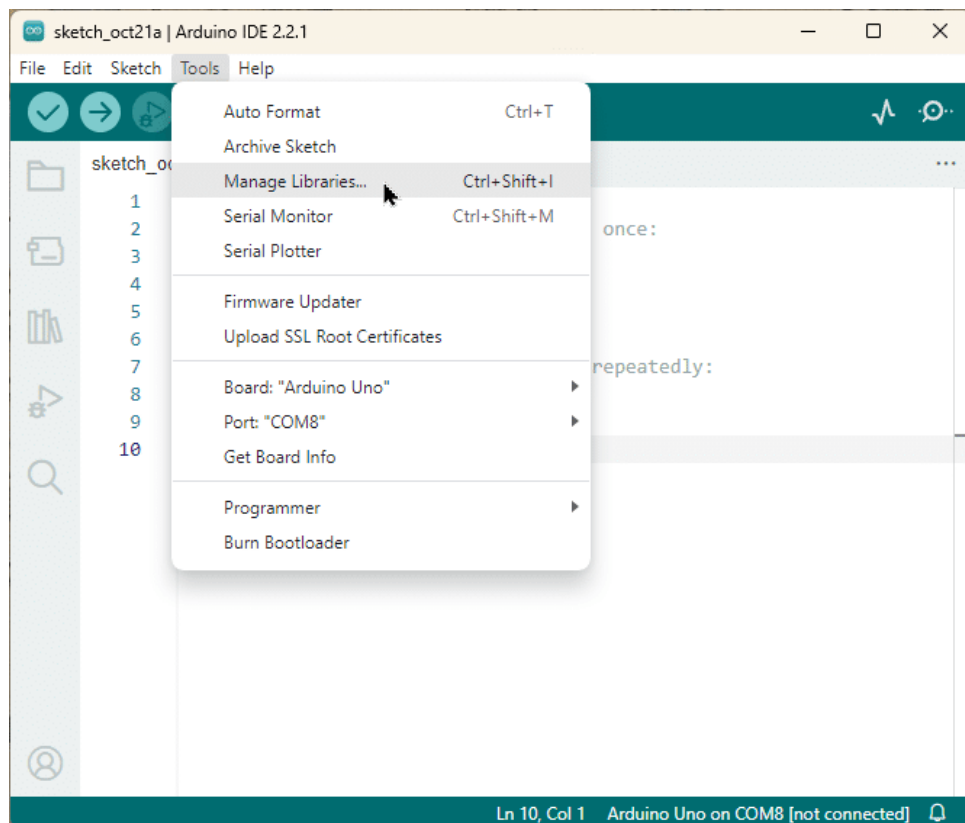 sketch_oct21a | Arduino IDE 2.2.1
File Edit Sketch Tools Help
Auto Format Ctrl+T
Archive Sketch
sketch_oc
Manage Libraries... Ctrl+Shift+I
1
Serial Monitor Ctrl+Shift+M
2 once:
Serial Plotter
3
4
Firmware Updater
5
Upload SSL Root Certificates
6
7 repeatedly:
Board: "Arduino Uno"
8
Port: "COM8"
9
10
Get Board Info
Programmer
Burn Bootloader
Ln 10, Col 1 Arduino Uno on COM8 [not connected]